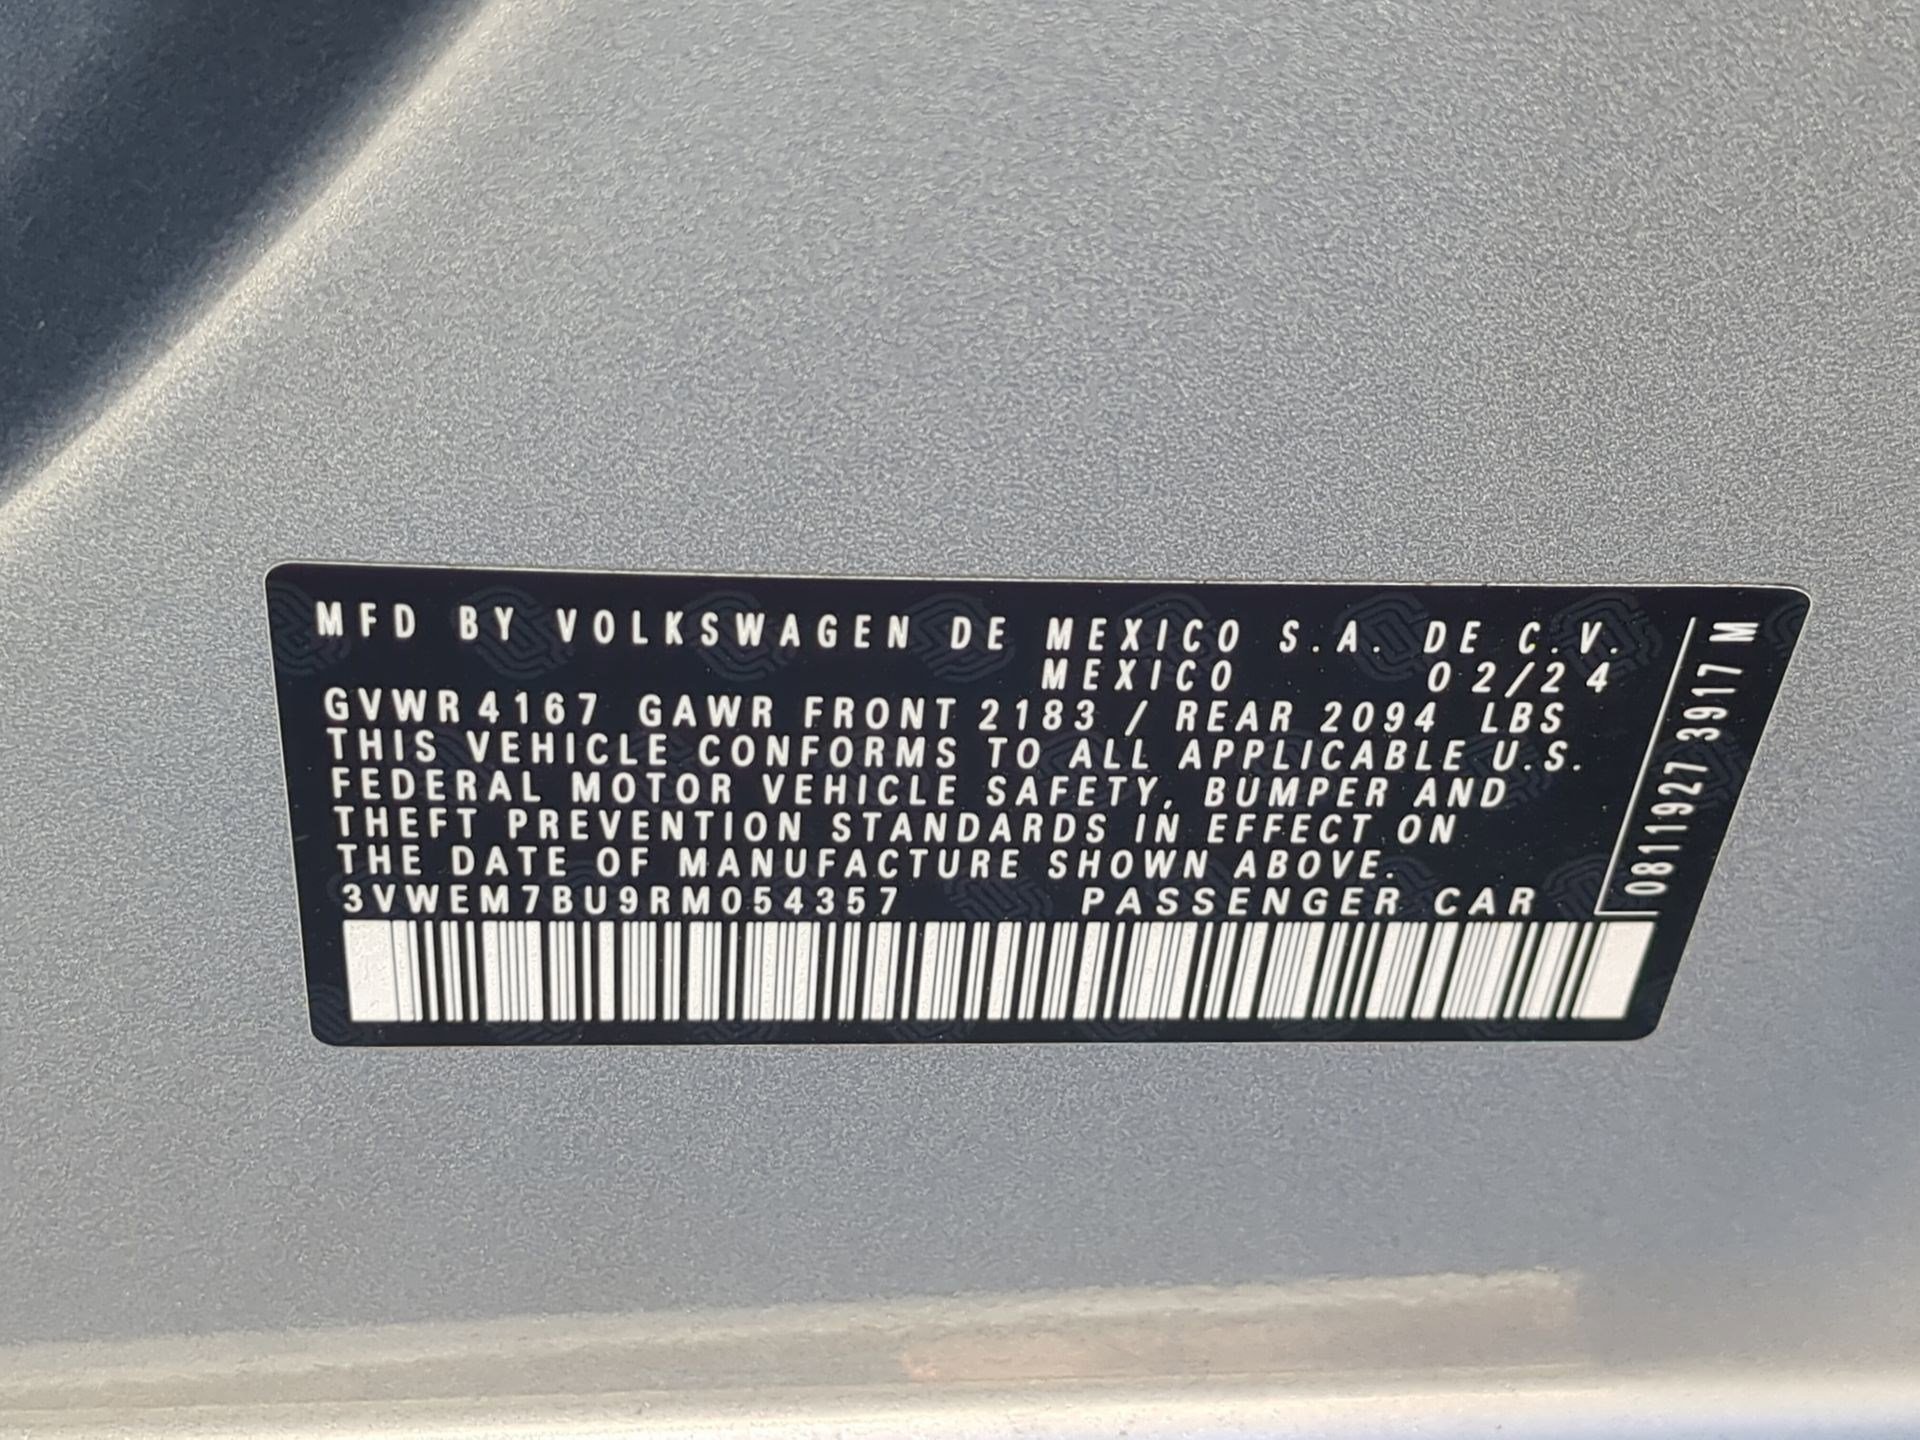 MFD BY VOLKSWAGEN DE MEXICO S.A. DE C.V.
MEXICO 02/24
GVWR 4167 GAWR FRONT 2183 / REAR 2094 LBS
THIS VEHICLE CONFORMS TO ALL APPLICABLE U.S.
FEDERAL MOTOR VEHICLE SAFETY, BUMPER AND
THEFT PREVENTION STANDARDS IN EFFECT ON
THE DATE OF MANUFACTURE SHOWN ABOVE.
3VWEM7BU9RM054357 PASSENGER CAR
0811927 3917 M